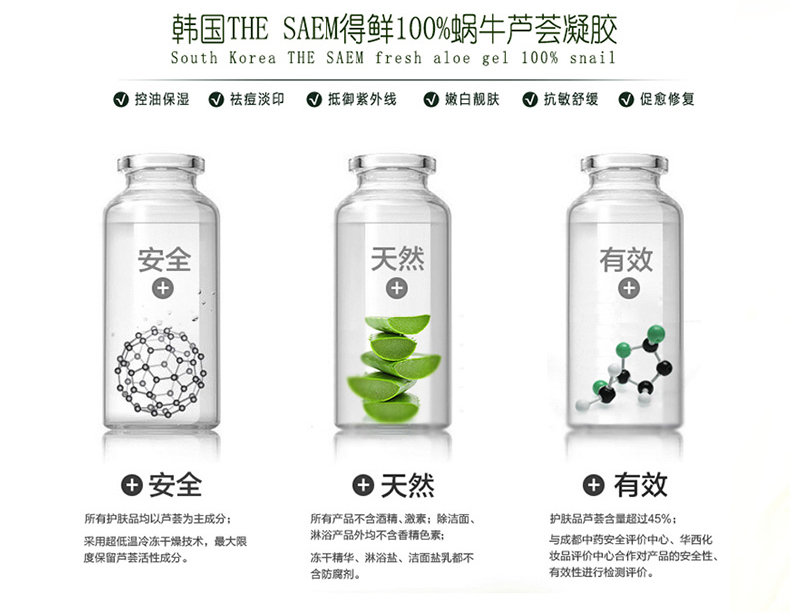 韩国THE SAEM得鲜100%蜗牛芦荟凝胶
South Korea THE SAEM fresh aloe gel 100% snail
控油保湿 祛痘淡印 抵御紫外线 嫩白靓肤 抗敏舒缓 促愈修复
安全 天然 有效
安全 天然 有效
所有护肤品均以芦荟为主成分；
采用超低温冷冻干燥技术，最大限
度保留芦荟活性成分。
所有产品不含酒精、激素；除洁面、
淋浴产品外均不含香精色素；
冻干精华、淋浴盐、洁面盐乳都不
含防腐剂。
护肤品芦荟含量超过45%；
与成都中药安全评价中心、华西化
妆品评价中心合作对产品的安全性、
有效性进行检测评价。